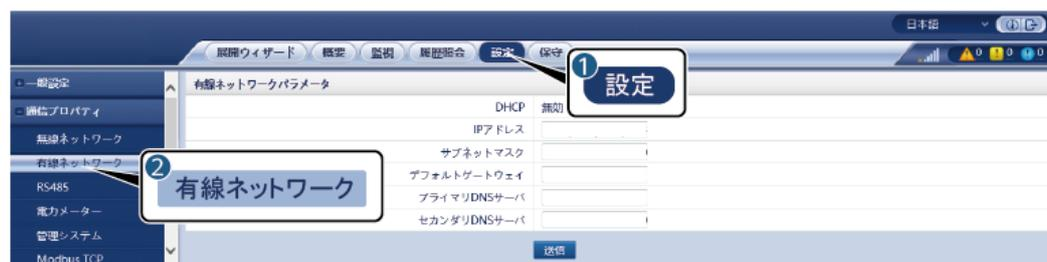 日本語
展開ウィザード 概要 監視 履歴照会 設定 保守
0 0 0
1 設定
一般設定
通信プロパティ
無線ネットワーク
有線ネットワーク
RS485
電力メーター
管理システム
Modbus TCP
2 有線ネットワーク
有線ネットワークパラメータ
DHCP 無効
IPアドレス
サブネットマスク
デフォルトゲートウェイ
プライマリDNSサーバ
セカンダリDNSサーバ
送信